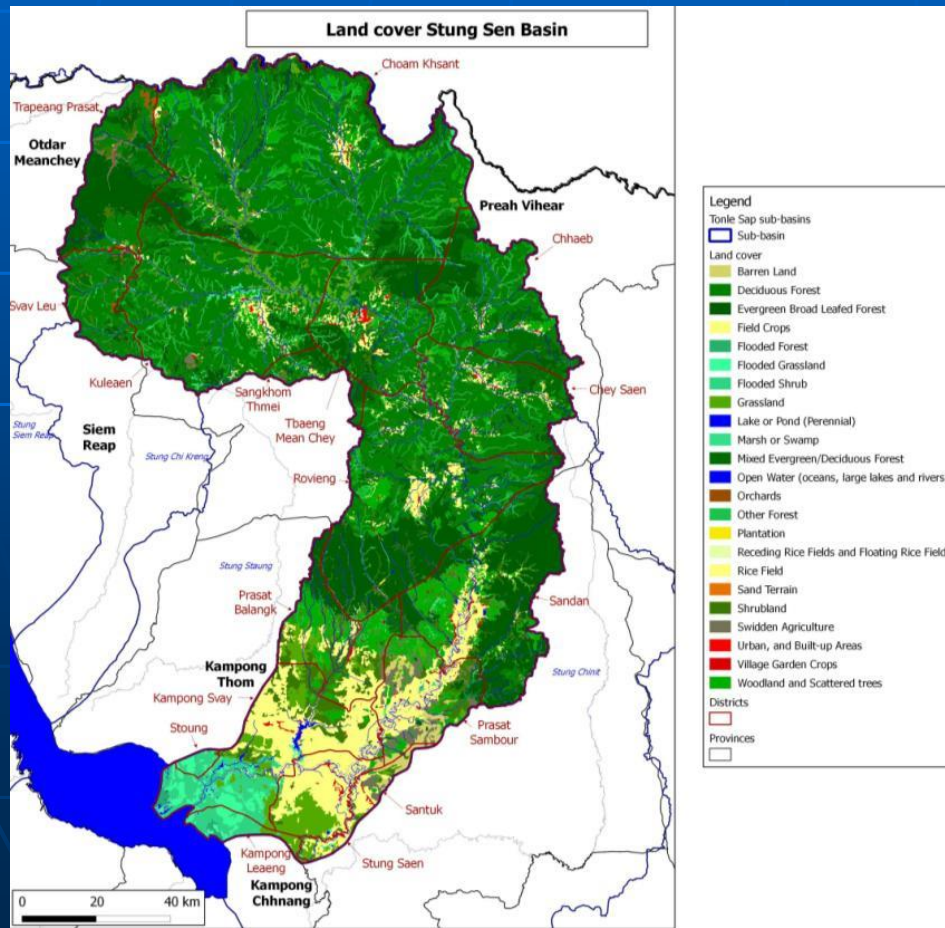 Land cover Stung Sen Basin
Choam Khsant
Trapeang Prasat
Otdar
Meanchey
Preah Vihear
Chhaeb
Svav Leu
Kuleaen
Sangkhom
Thmei
Chey Saen
Tbaeng
Mean Chey
Siem
Reap
Stung
Siem Reap
Stung Chi Kreng
Rovieng
Stung Staung
Prasat
Balangk
Sandan
Kampong
Thom
Stung Chinit
Kampong Svay
Stoung
Prasat
Sambour
Santuk
Kampong
Leaeng
Stung Saen
Kampong
Chhnang
0 20 40 km
Legend
Tonle Sap sub-basins
Sub-basin
Land cover
Barren Land
Deciduous Forest
Evergreen Broad Leafed Forest
Field Crops
Flooded Forest
Flooded Grassland
Flooded Shrub
Grassland
Lake or Pond (Perennial)
Marsh or Swamp
Mixed Evergreen/Deciduous Forest
Open Water (oceans, large lakes and rivers
Orchards
Other Forest
Plantation
Receding Rice Fields and Floating Rice Field
Rice Field
Sand Terrain
Shrubland
Swidden Agriculture
Urban, and Built-up Areas
Village Garden Crops
Woodland and Scattered trees
Districts
Provinces